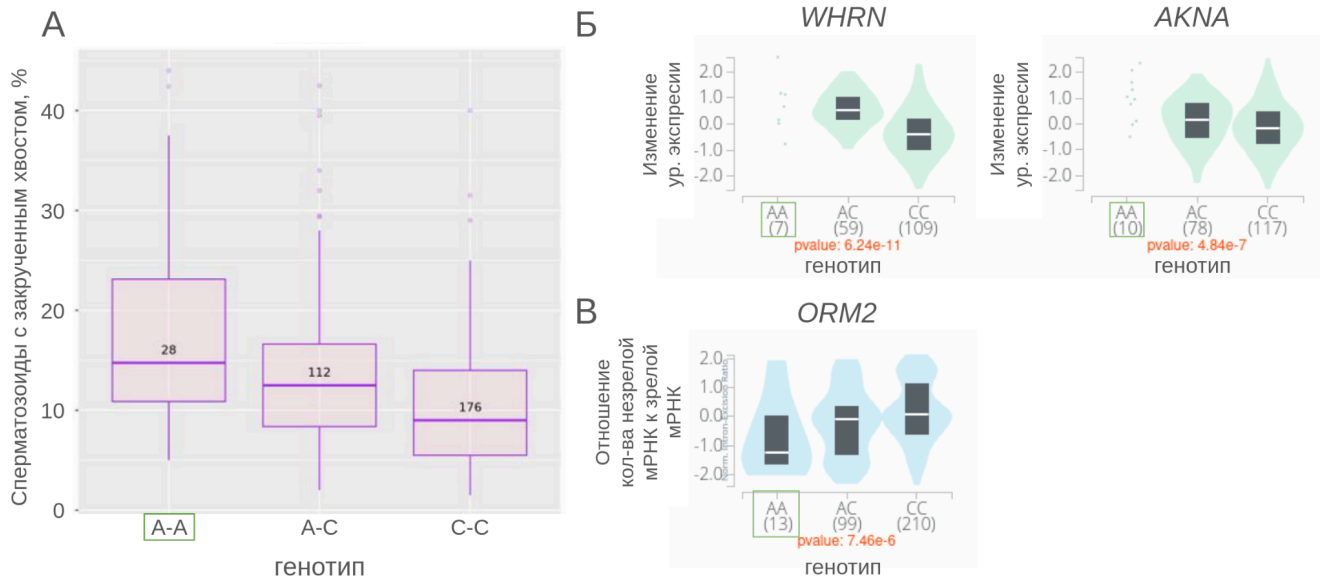 А
Сперматозоиды с закрученным хвостом, %
40
30
20
10
0
28
112
176
A-A
A-C
C-C
генотип
Б
WHRN
Изменение
ур. экспресии
2.0
1.0
0.0
-1.0
-2.0
AA
(7)
AC
(59)
CC
(109)
pvalue: 6.24e-11
генотип
AKNA
Изменение
ур. экспресии
2.0
1.0
0.0
-1.0
-2.0
AA
(10)
AC
(78)
CC
(117)
pvalue: 4.84e-7
генотип
В
ORM2
Отношение
кол-ва незрелой
мРНК к зрелой
мРНК
Norm. Intron-Excision Ratio
2.0
1.0
0.0
-1.0
-2.0
AA
(13)
AC
(99)
CC
(210)
pvalue: 7.46e-6
генотип